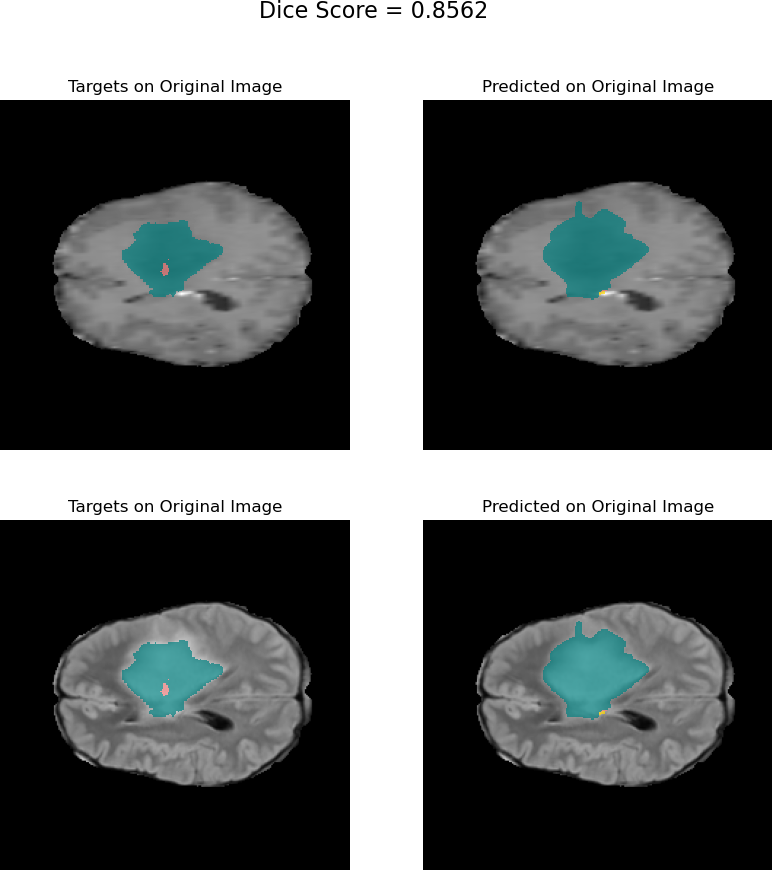 Dice Score = 0.8562
Targets on Original Image
Predicted on Original Image
Targets on Original Image
Predicted on Original Image